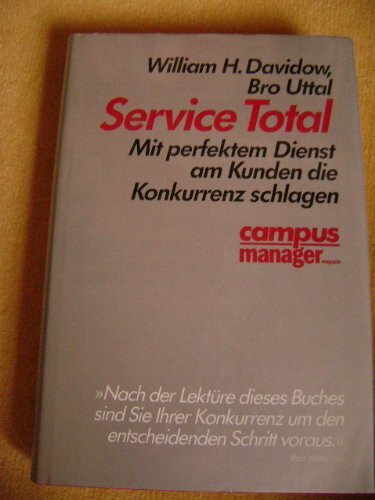 William H. Davidow,
Bro Uttal
Service Total
Mit perfektem Dienst
am Kunden die
Konkurrenz schlagen
campus
manager magazin
»Nach der Lektüre dieses Buches
sind Sie Ihrer Konkurrenz um den
entscheidenden Schritt voraus.«